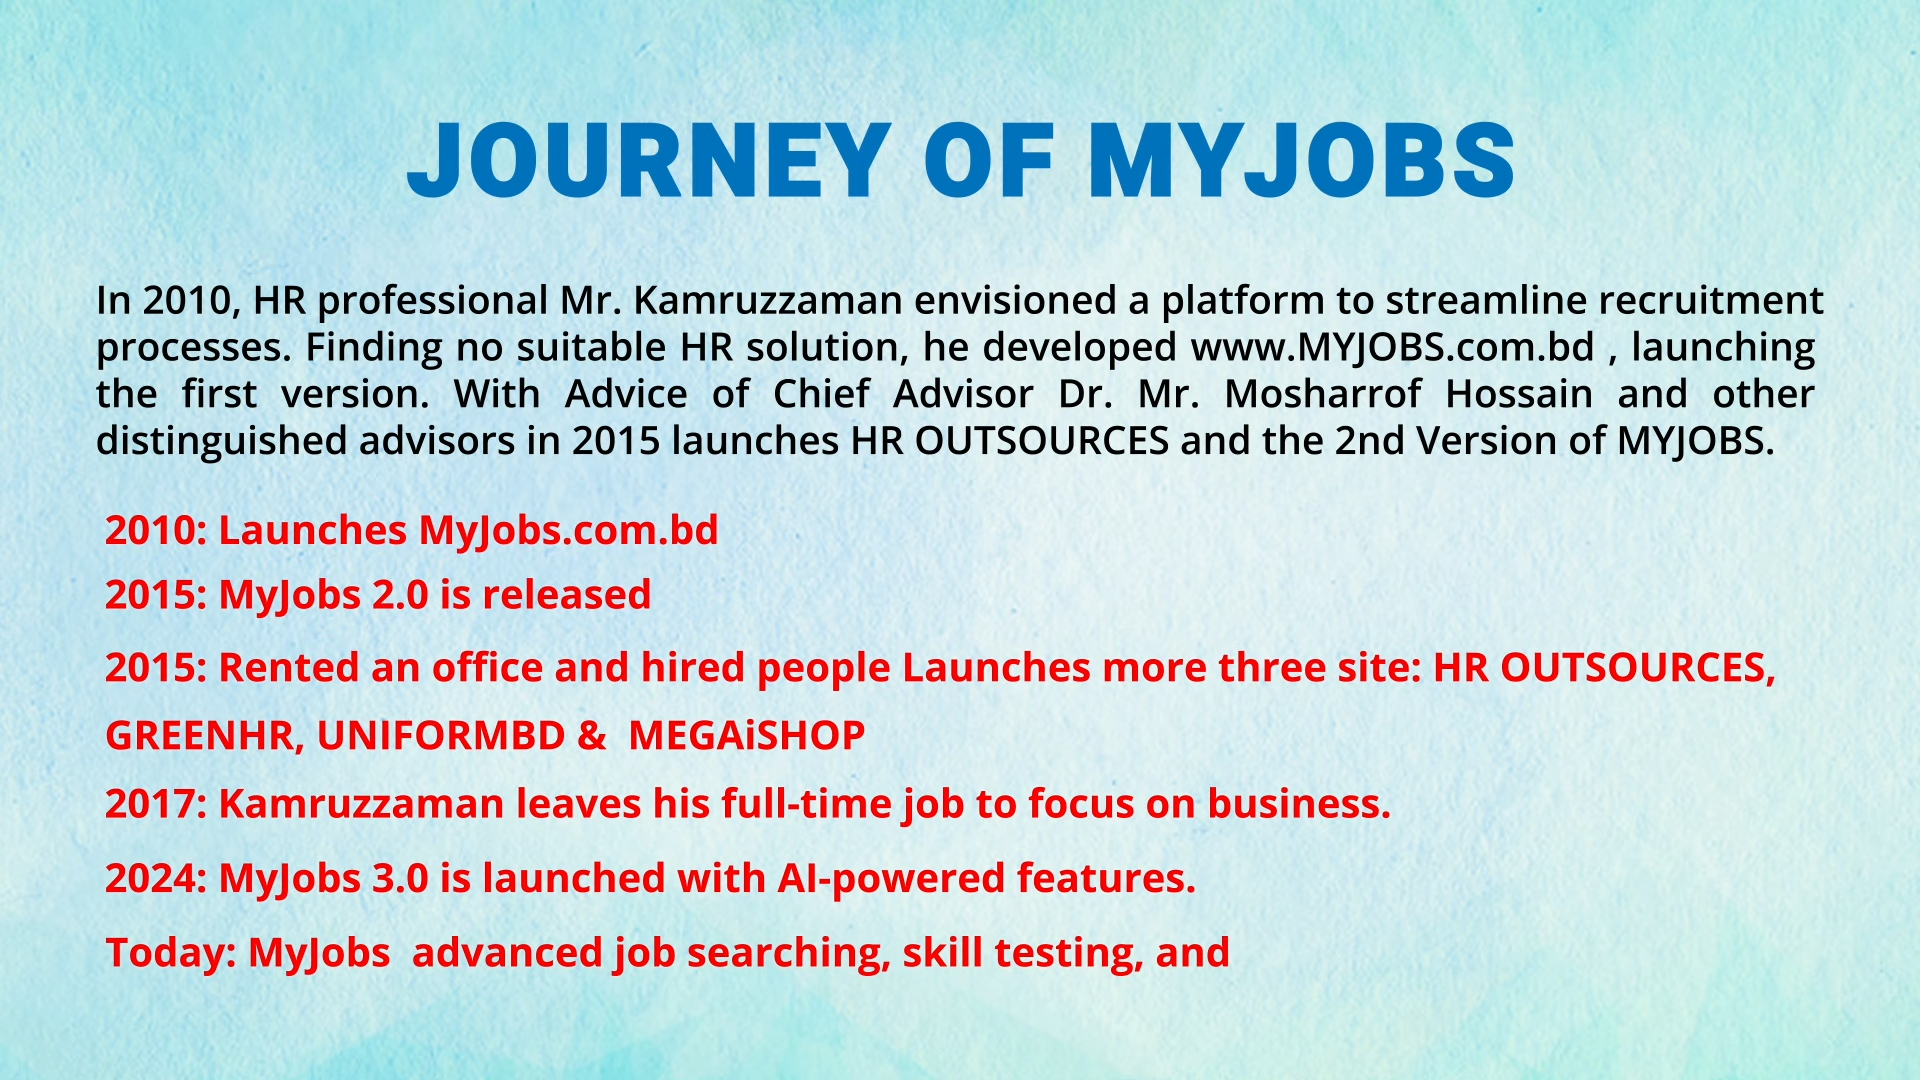 JOURNEY OF MYJOBS
In 2010, HR professional Mr. Kamruzzaman envisioned a platform to streamline recruitment
processes. Finding no suitable HR solution, he developed www.MYJOBS.com.bd , launching
the first version. With Advice of Chief Advisor Dr. Mr. Mosharrof Hossain and other
distinguished advisors in 2015 launches HR OUTSOURCES and the 2nd Version of MYJOBS.
2010: Launches MyJobs.com.bd
2015: MyJobs 2.0 is released
2015: Rented an office and hired people Launches more three site: HR OUTSOURCES,
GREENHR, UNIFORMBD &  MEGAiSHOP
2017: Kamruzzaman leaves his full-time job to focus on business.
2024: MyJobs 3.0 is launched with AI-powered features.
Today: MyJobs  advanced job searching, skill testing, and